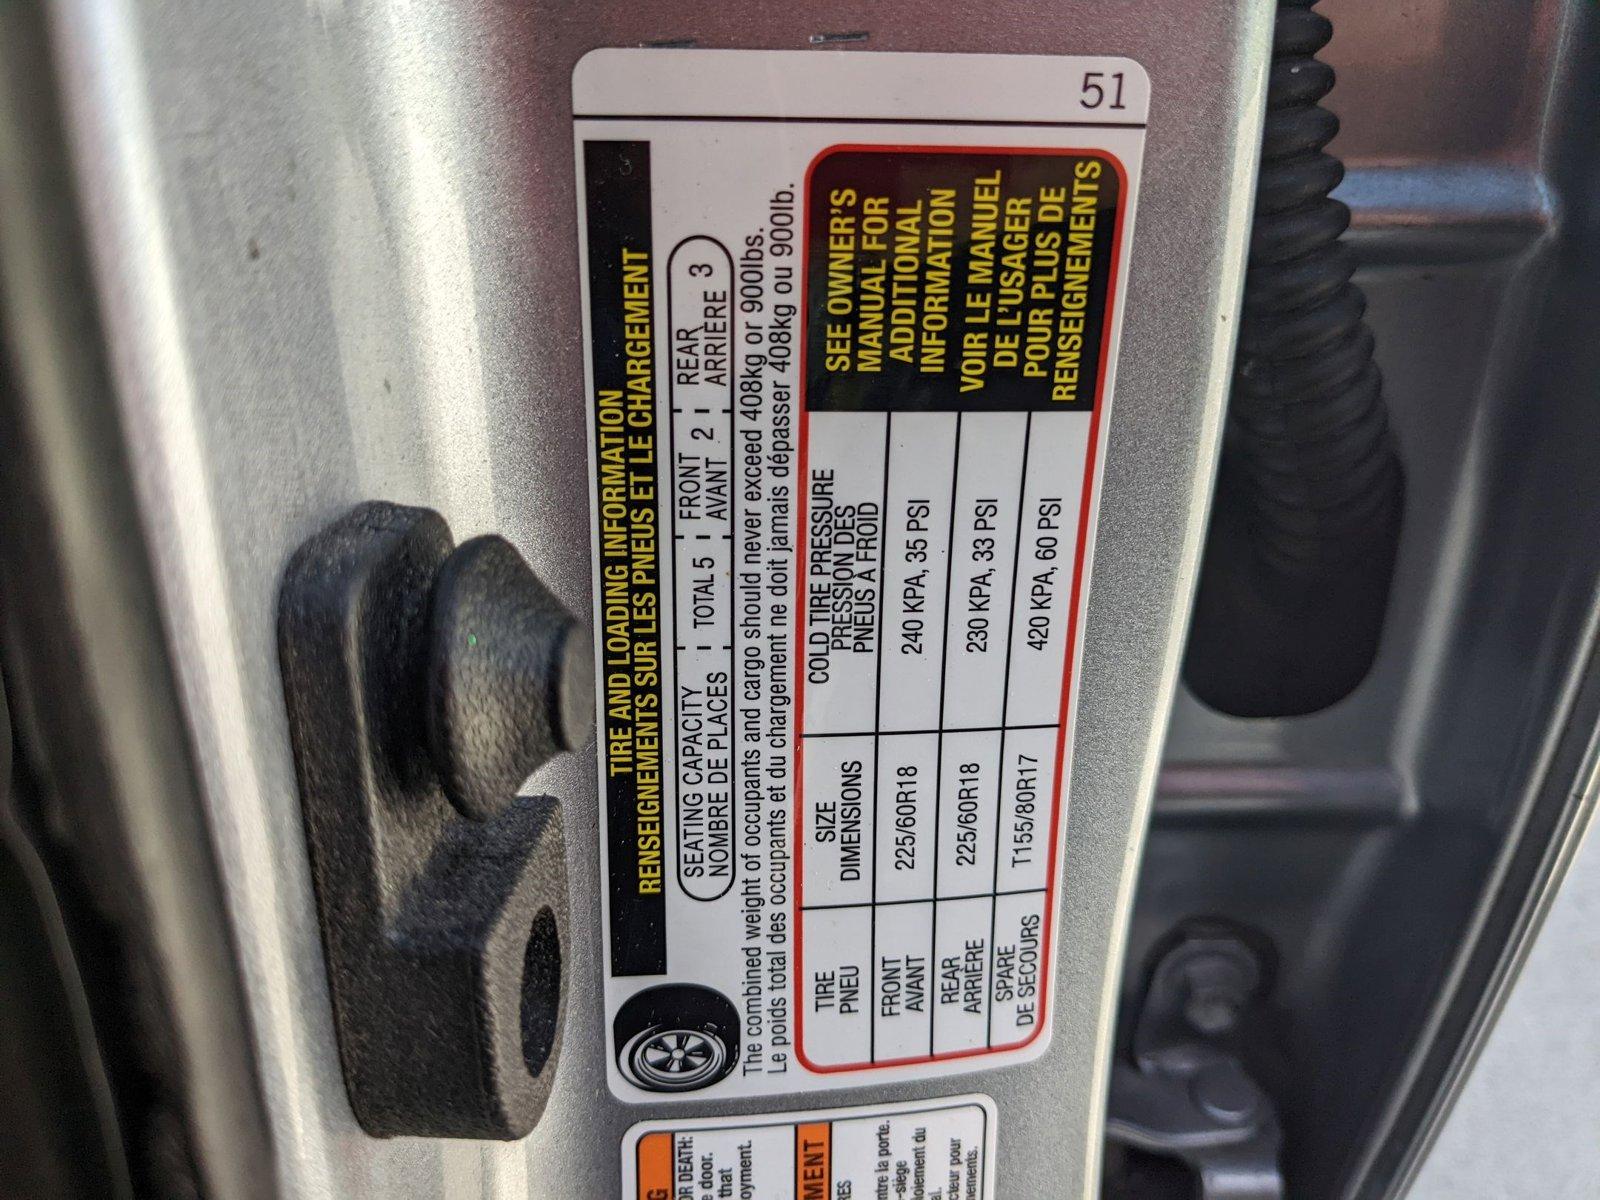 51
TIRE AND LOADING INFORMATION
RENSEIGNEMENTS SUR LES PNEUS ET LE CHARGEMENT
SEATING CAPACITY TOTAL 5 FRONT 2 REAR 3
NOMBRE DE PLACES AVANT ARRIÈRE
The combined weight of occupants and cargo should never exceed 408kg or 900lbs.
Le poids total des occupants et du chargement ne doit jamais dépasser 408kg ou 900lb.
TIRE
PNEU
SIZE
DIMENSIONS
COLD TIRE PRESSURE
PRESSION DES
PNEUS A FROID
FRONT
AVANT
225/60R18
240 KPA, 35 PSI
REAR
ARRIÈRE
225/60R18
230 KPA, 33 PSI
SPARE
DE SECOURS
T155/80R17
420 KPA, 60 PSI
SEE OWNER'S
MANUAL FOR
ADDITIONAL
INFORMATION
VOIR LE MANUEL
DE L'USAGER
POUR PLUS DE
RENSEIGNEMENTS
OR DEATH:
door.
that